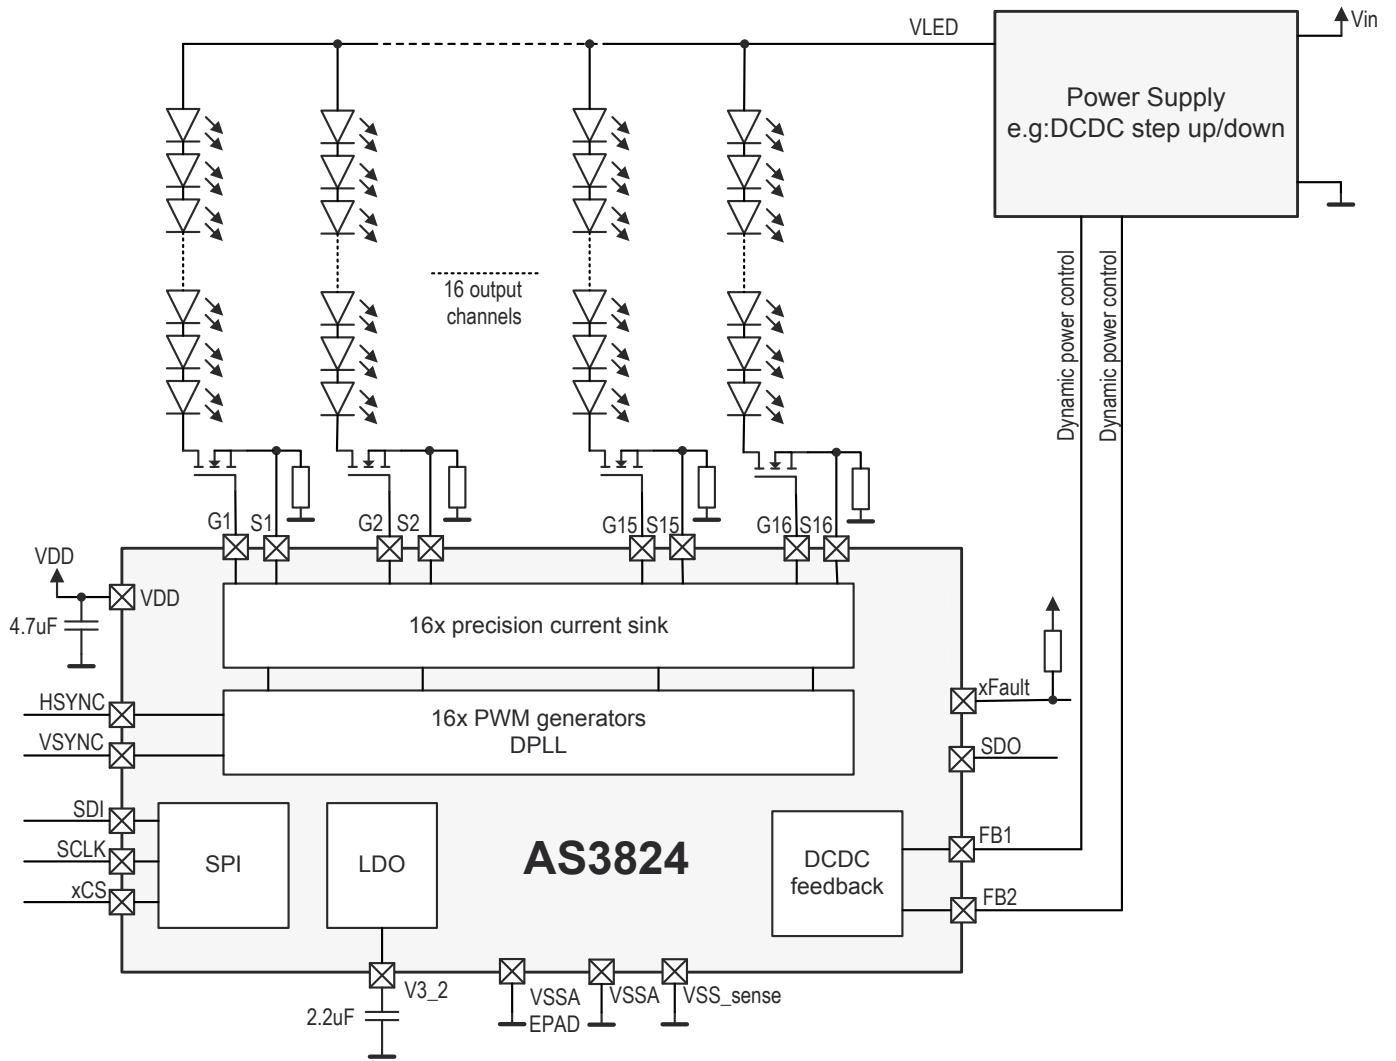 VLED
Vin
Power Supply
e.g:DCDC step up/down
16 output
channels
Dynamic power control
Dynamic power control
G1
S1
G2
S2
G15
S15
G16
S16
VDD
VDD
4.7uF
16x precision current sink
HSYNC
VSYNC
16x PWM generators
DPLL
xFault
SDO
SDI
SCLK
xCS
SPI
LDO
AS3824
DCDC
feedback
FB1
FB2
V3_2
2.2uF
VSSA
EPAD
VSSA
VSS_sense